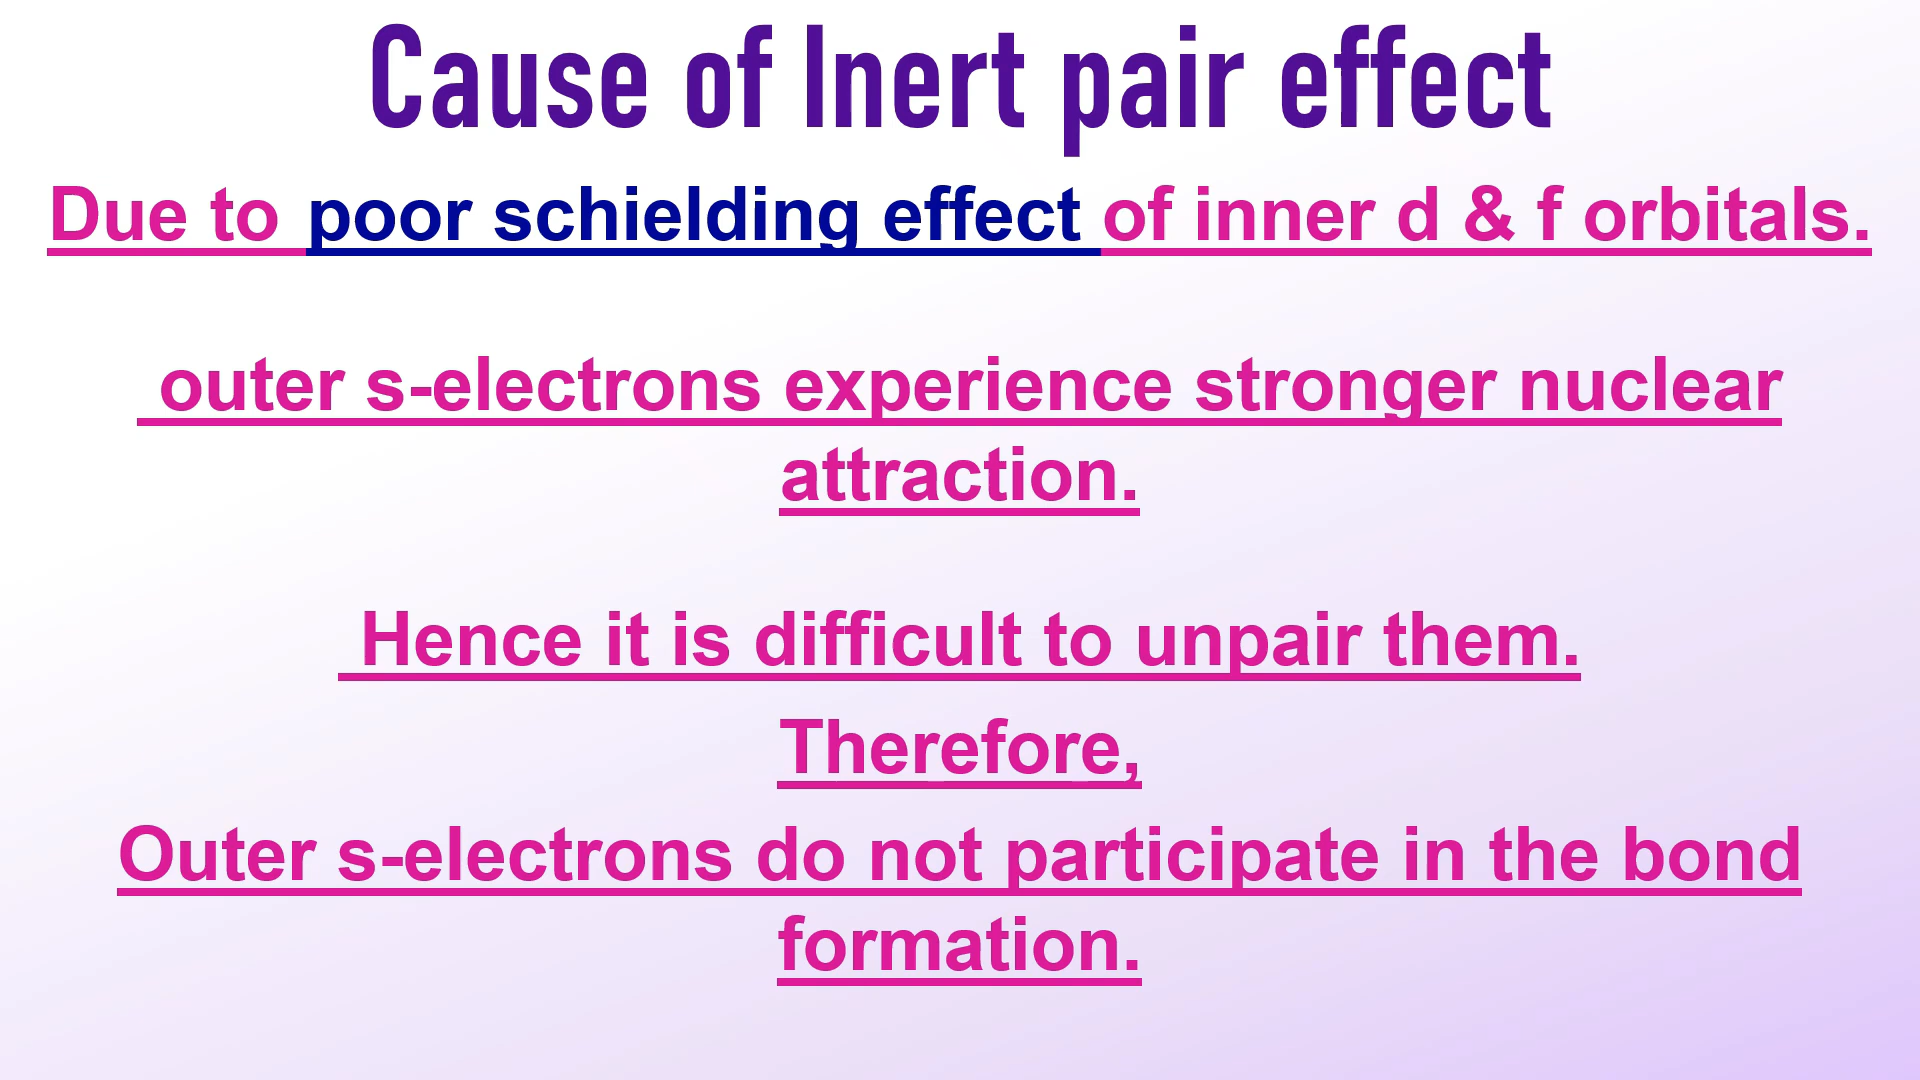 Cause of Inert pair effect
Due to poor schielding effect of inner d & f orbitals.
outer s-electrons experience stronger nuclear
attraction.
Hence it is difficult to unpair them.
Therefore,
Outer s-electrons do not participate in the bond
formation.